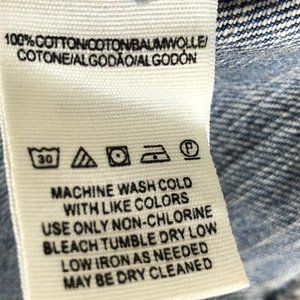 100%COTTON/COTON/BAUMWOLLE/
COTONE/ALGODÃO/ALGODÓN
30 P
MACHINE WASH COLD
WITH LIKE COLORS
USE ONLY NON-CHLORINE
BLEACH TUMBLE DRY LOW
LOW IRON AS NEEDED
MAY BE DRY CLEANED